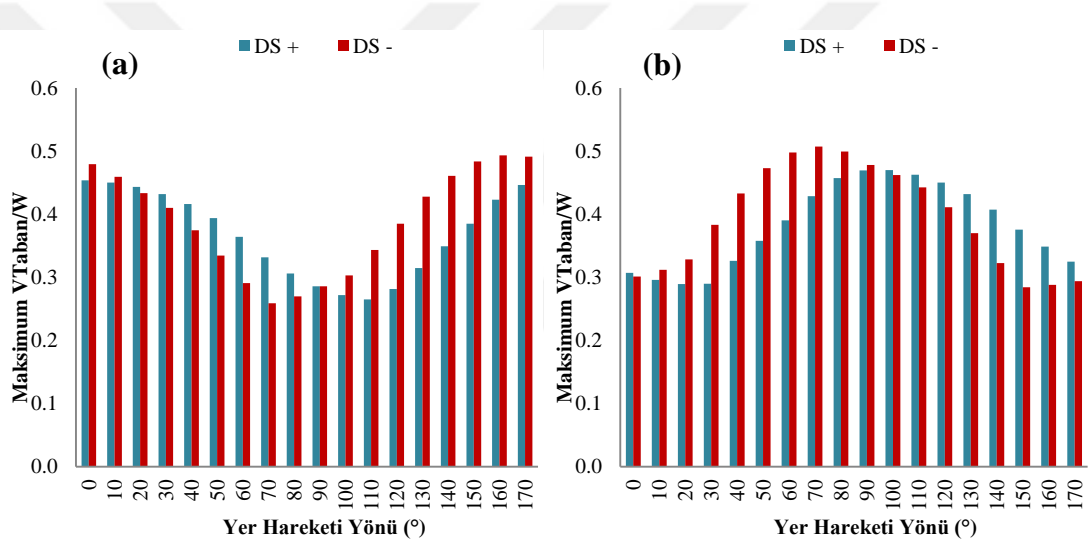 DS + DS -
(a)
0.6
0.5
0.4
0.3
0.2
0.1
0.0
Maksimum VTaban/W
0 10 20 30 40 50 60 70 80 90 100 110 120 130 140 150 160 170
Yer Hareketi Yönü (°)
DS + DS -
(b)
0.6
0.5
0.4
0.3
0.2
0.1
0.0
Maksimum VTaban/W
0 10 20 30 40 50 60 70 80 90 100 110 120 130 140 150 160 170
Yer Hareketi Yönü (°)